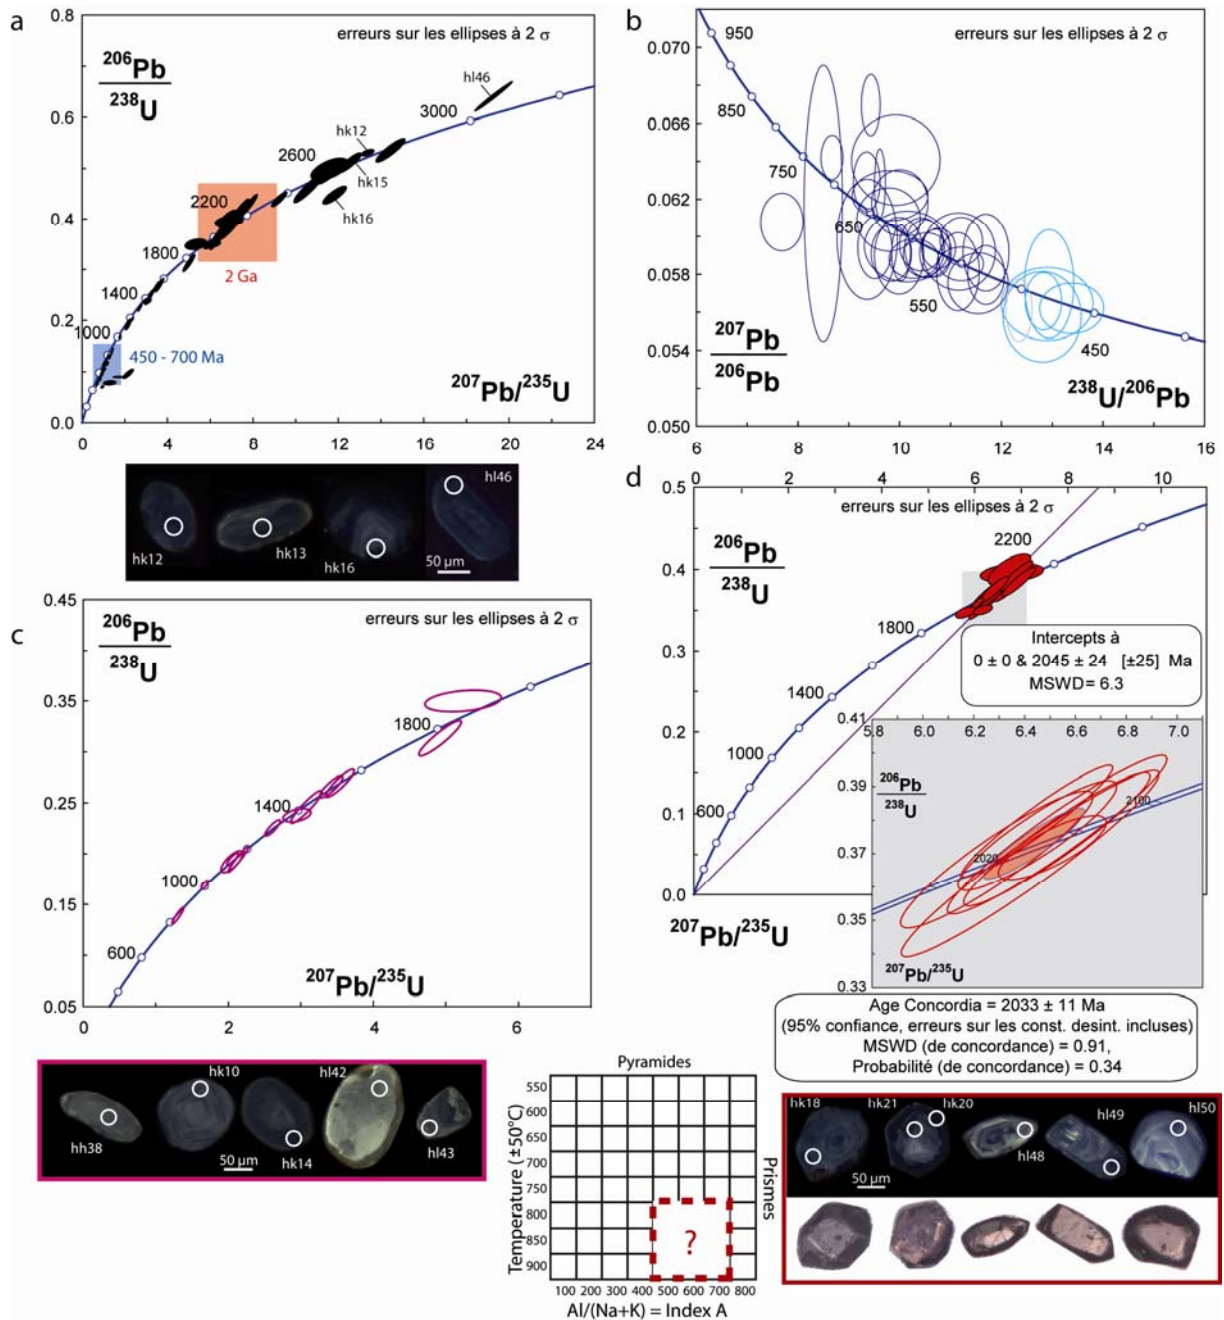 a
0.8
0.6
0.4
0.2
0.0
²⁰⁶Pb
²³⁸U
erreurs sur les ellipses à 2 σ
hl46
3000
hk12
2600
hk15
hk16
2200
1800
2 Ga
1400
1000
450 - 700 Ma
²⁰⁷Pb/²³⁵U
0 4 8 12 16 20 24
hk12
hk13
hk16
hl46
50 µm
b
0.070
0.066
0.062
0.058
0.054
0.050
erreurs sur les ellipses à 2 σ
950
850
750
650
550
450
²⁰⁷Pb
²⁰⁶Pb
²³⁸U/²⁰⁶Pb
6 8 10 12 14 16
c
0.45
0.35
0.25
0.15
0.05
²⁰⁶Pb
²³⁸U
erreurs sur les ellipses à 2 σ
1800
1400
1000
600
²⁰⁷Pb/²³⁵U
0 2 4 6
hh38
hk10
50 µm
hk14
hl42
hl43
d
0 2 4 6 8 10
0.5
0.4
0.3
0.2
0.1
0.0
erreurs sur les ellipses à 2 σ
²⁰⁶Pb
²³⁸U
2200
1800
1400
1000
600
Intercepts à
0 ± 0 & 2045 ± 24 [±25] Ma
MSWD = 6.3
²⁰⁷Pb/²³⁵U
0.41
5.8 6.0 6.2 6.4 6.6 6.8 7.0
0.39
0.37
0.35
0.33
²⁰⁶Pb
²³⁸U
2100
2020
²⁰⁷Pb/²³⁵U
Age Concordia = 2033 ± 11 Ma
(95% confiance, erreurs sur les const. desint. incluses)
MSWD (de concordance) = 0.91,
Probabilité (de concordance) = 0.34
Pyramides
Temperature (±50°C)
550
600
650
700
750
800
850
900
?
Prismes
100 200 300 400 500 600 700 800
Al/(Na+K) = Index A
hk18
hk21
hk20
hl48
hl49
hl50
50 µm